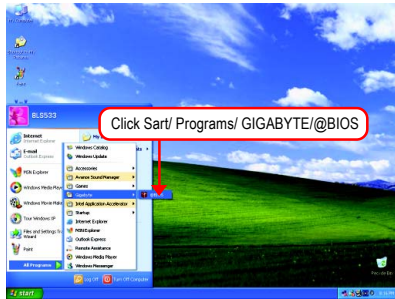 BLS533
Click Sart/ Programs/ GIGABYTE/@BIOS
Internet
Internet Explorer
E-mail
Outlook Express
MSN Explorer
Windows Media Player
Windows Movie Maker
Tour Windows XP
Files and Settings Tr
Wizard
Paint
All Programs
Windows Catalog
Windows Update
Accessories
Avance Sound Manager
Games
Gigabyte
Intel Application Accelerator
Startup
Internet Explorer
MSN Explorer
Outlook Express
Remote Assistance
Windows Media Player
Windows Messenger
@BIOS
Log Off
Turn Off Computer
start